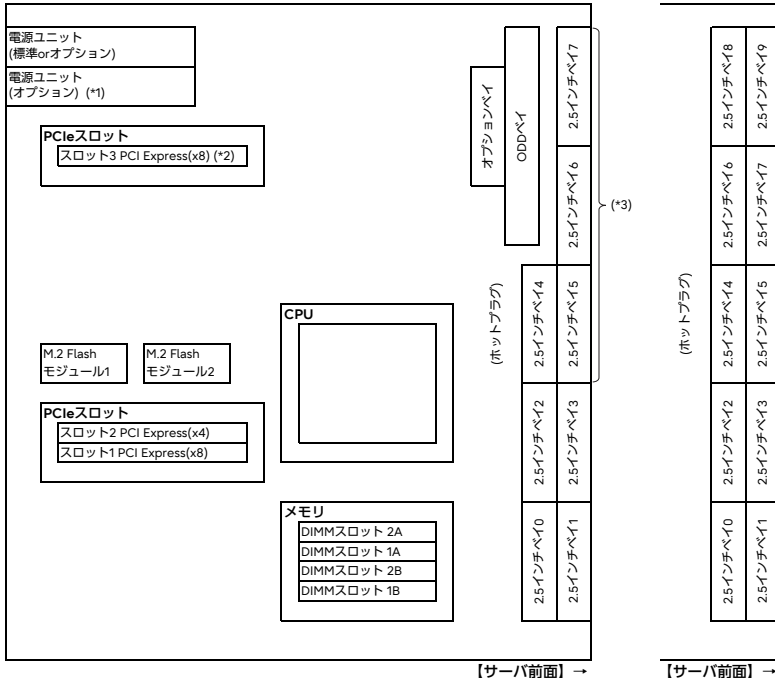 電源ユニット
(標準orオプション)
電源ユニット
(オプション) (*1)
PCIeスロット
スロット3 PCI Express(x8) (*2)
M.2 Flash
モジュール1
M.2 Flash
モジュール2
PCIeスロット
スロット2 PCI Express(x4)
スロット1 PCI Express(x8)
CPU
メモリ
DIMMスロット 2A
DIMMスロット 1A
DIMMスロット 2B
DIMMスロット 1B
オプションベイ
ODDベイ
(ホットプラグ)
2.5インチベイ7
2.5インチベイ6
2.5インチベイ4
2.5インチベイ5
2.5インチベイ2
2.5インチベイ3
2.5インチベイ0
2.5インチベイ1
(*3)
【サーバ前面】→
(ホットプラグ)
2.5インチベイ8
2.5インチベイ9
2.5インチベイ6
2.5インチベイ7
2.5インチベイ4
2.5インチベイ5
2.5インチベイ2
2.5インチベイ3
2.5インチベイ0
2.5インチベイ1
【サーバ前面】→